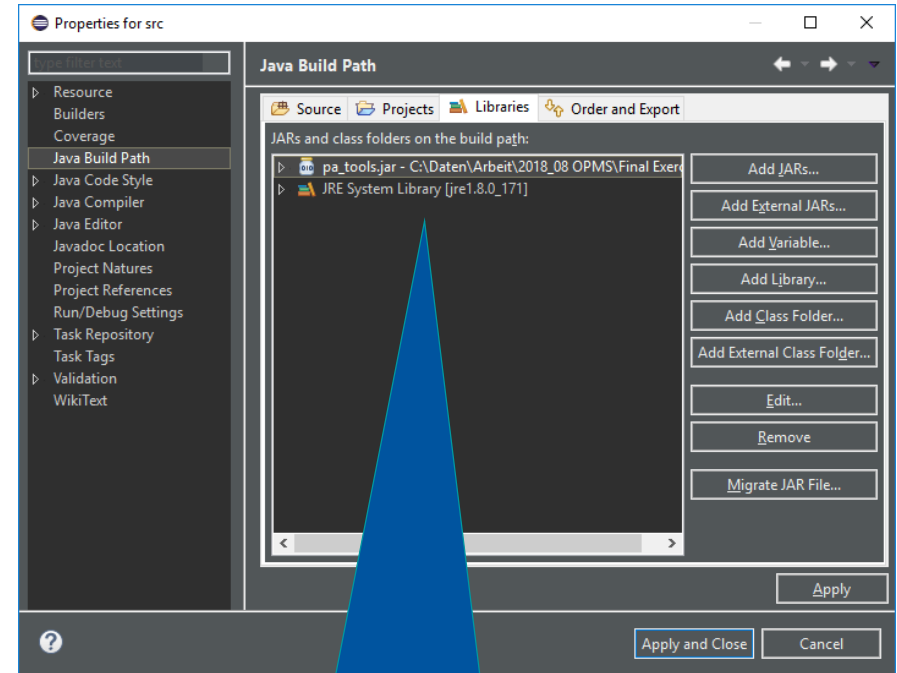 Properties for src
type filter text
Resource
Builders
Coverage
Java Build Path
Java Code Style
Java Compiler
Java Editor
Javadoc Location
Project Natures
Project References
Run/Debug Settings
Task Repository
Task Tags
Validation
WikiText
Java Build Path
Source
Projects
Libraries
Order and Export
JARs and class folders on the build path:
pa_tools.jar - C:\Daten\Arbeit\2018_08 OPMS\Final Exerc
JRE System Library [jre1.8.0_171]
Add JARs...
Add External JARs...
Add Variable...
Add Library...
Add Class Folder...
Add External Class Folder...
Edit...
Remove
Migrate JAR File...
Apply
Apply and Close
Cancel